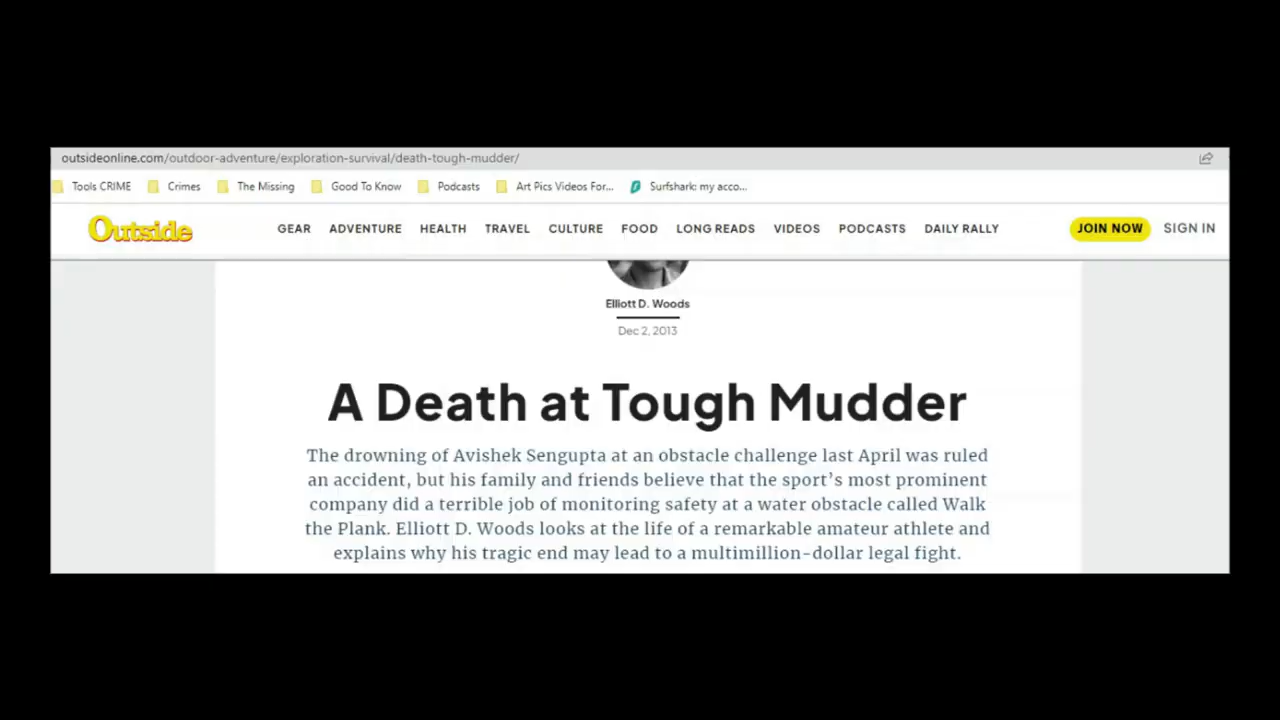 outsideonline.com/outdoor-adventure/exploration-survival/death-tough-mudder/
Tools CRIME Crimes The Missing Good To Know Podcasts Art Pics Videos For... Surfshark: my acco...
Outside GEAR ADVENTURE HEALTH TRAVEL CULTURE FOOD LONG READS VIDEOS PODCASTS DAILY RALLY JOIN NOW SIGN IN
Elliott D. Woods
Dec 2, 2013
A Death at Tough Mudder
The drowning of Avishek Sengupta at an obstacle challenge last April was ruled
an accident, but his family and friends believe that the sport’s most prominent
company did a terrible job of monitoring safety at a water obstacle called Walk
the Plank. Elliott D. Woods looks at the life of a remarkable amateur athlete and
explains why his tragic end may lead to a multimillion-dollar legal fight.